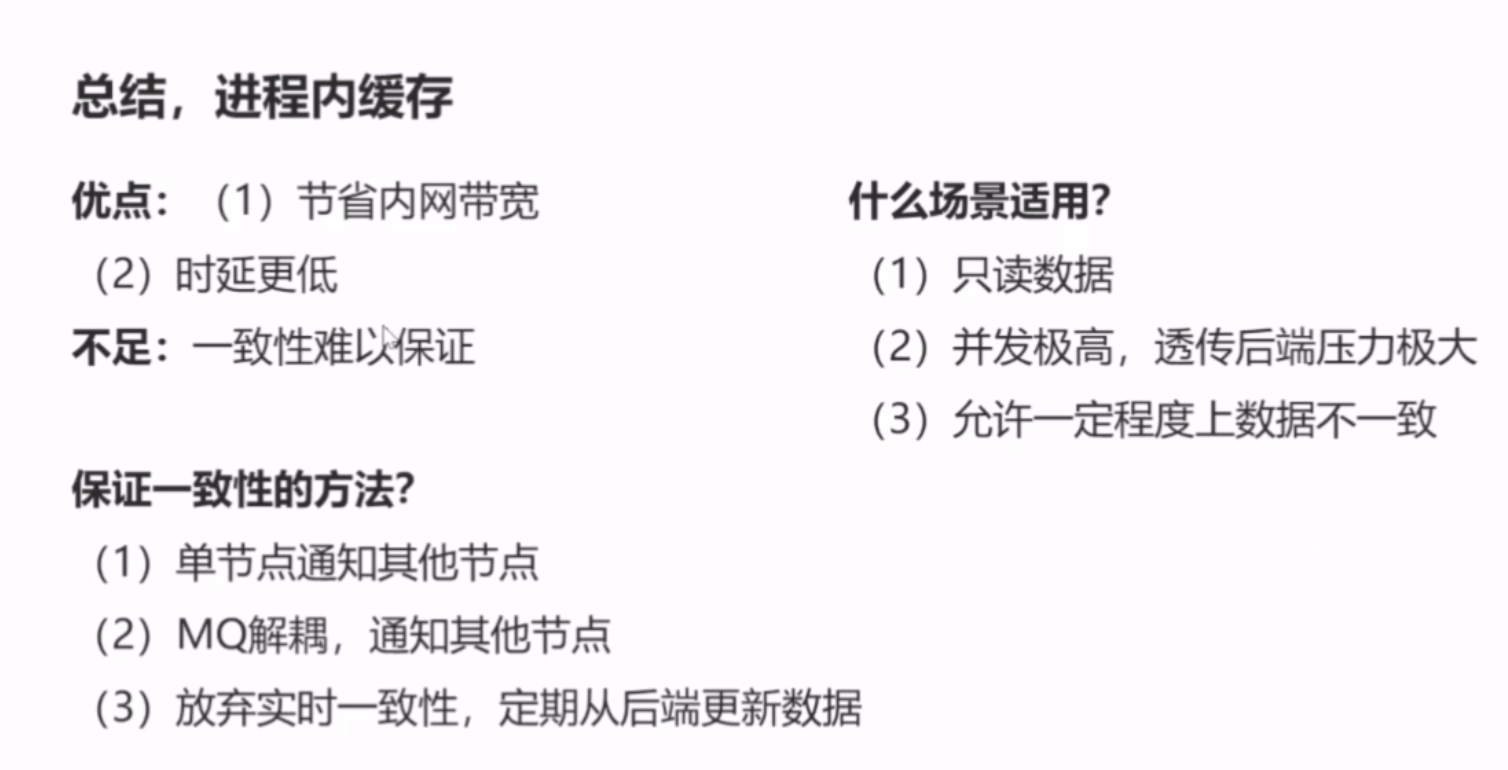 总结，进程内缓存
优点：（1）节省内网带宽
（2）时延更低
不足：一致性难以保证
什么场景适用？
（1）只读数据
（2）并发极高，透传后端压力极大
（3）允许一定程度上数据不一致
保证一致性的方法？
（1）单节点通知其他节点
（2）MQ解耦，通知其他节点
（3）放弃实时一致性，定期从后端更新数据